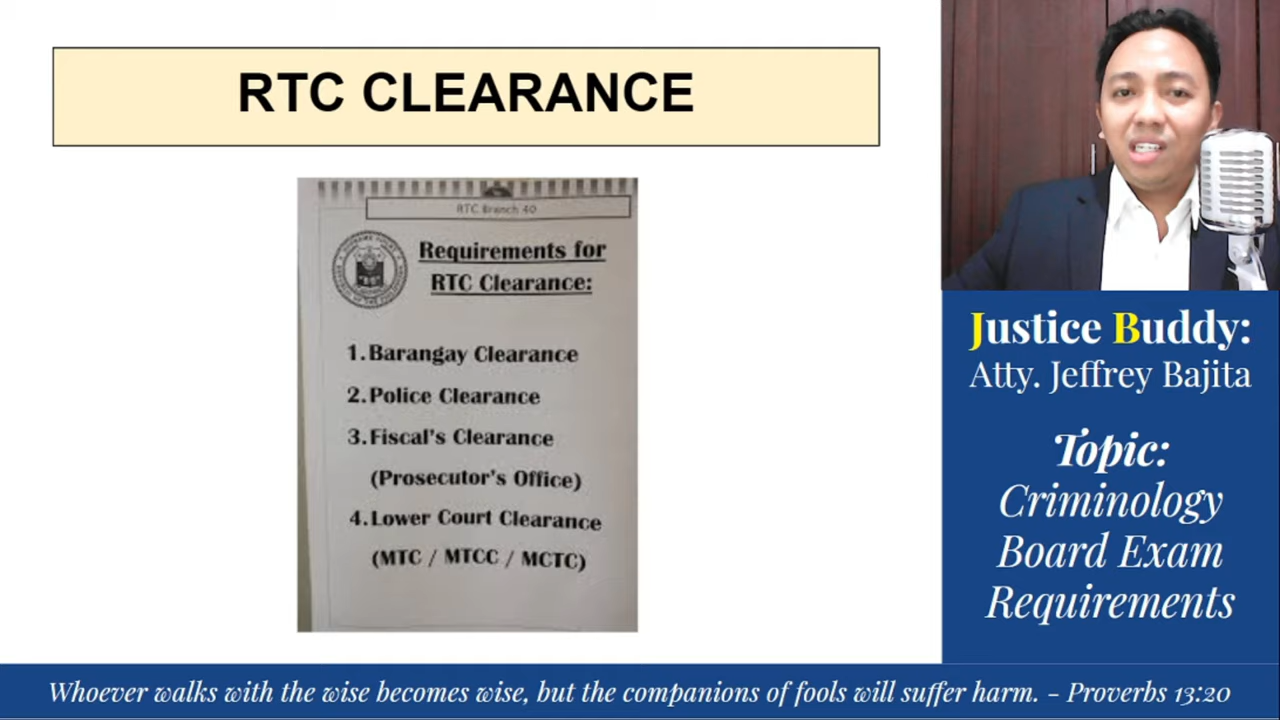 RTC CLEARANCE
RTC Branch 40
Requirements for
RTC Clearance:
1. Barangay Clearance
2. Police Clearance
3. Fiscal's Clearance
(Prosecutor's Office)
4. Lower Court Clearance
(MTC / MTCC / MCTC)
Justice Buddy:
Atty. Jeffrey Bajita
Topic:
Criminology
Board Exam
Requirements
Whoever walks with the wise becomes wise, but the companions of fools will suffer harm. – Proverbs 13:20